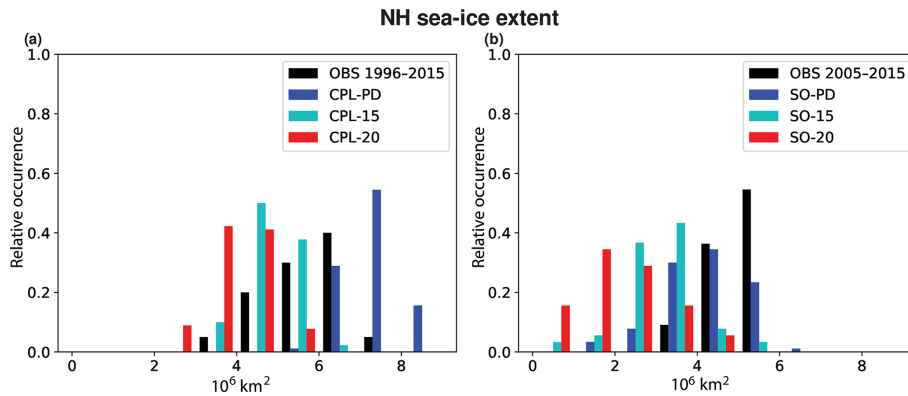 NH sea-ice extent
(a)
(b)
1.0
0.8
0.6
0.4
0.2
0.0
Relative occurrence
OBS 1996–2015
CPL-PD
CPL-15
CPL-20
0 2 4 6 8
10⁶ km²
1.0
0.8
0.6
0.4
0.2
0.0
Relative occurrence
OBS 2005–2015
SO-PD
SO-15
SO-20
0 2 4 6 8
10⁶ km²